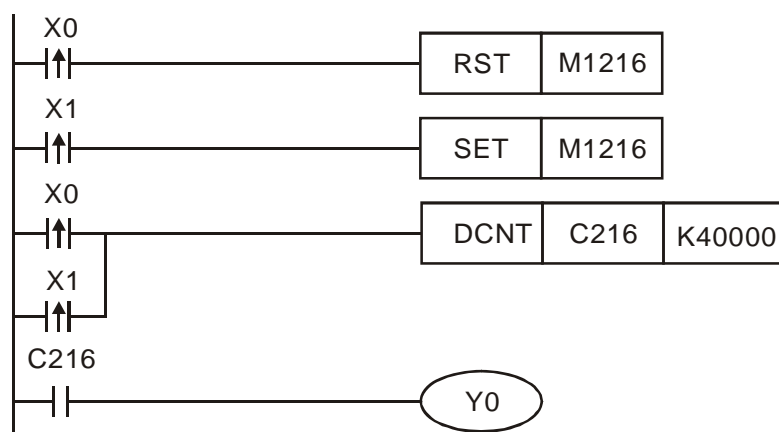 X0
RST M1216
X1
SET M1216
X0
DCNT C216 K40000
X1
C216
Y0